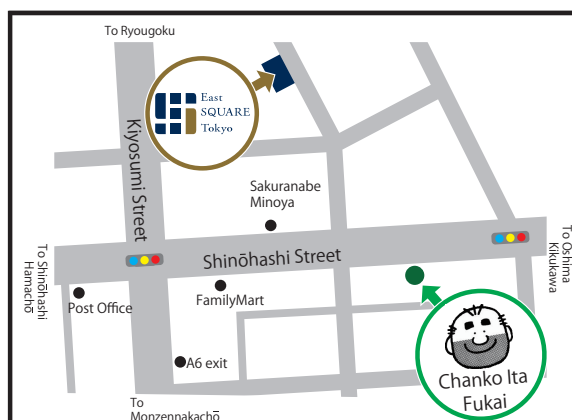 To Ryougoku
East
SQUARE
Tokyo
Kiyosumi Street
Sakuranabe
Minoya
Shinōhashi Street
To Shinōhashi
Hamachō
To Oshima
Kikukawa
Post Office
FamilyMart
A6 exit
Chanko Ita
Fukai
To
Monzennakachō